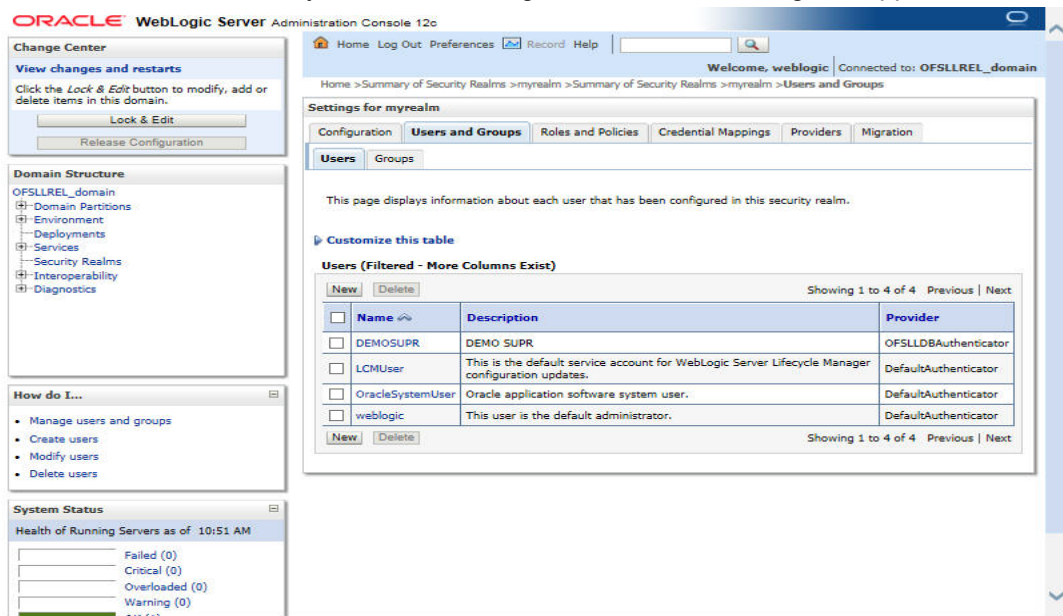 ORACLE WebLogic Server Administration Console 12c
Change Center
View changes and restarts
Click the Lock & Edit button to modify, add or
delete items in this domain.
Lock & Edit
Release Configuration
Domain Structure
OFSLLREL_domain
Domain Partitions
Environment
Deployments
Services
Security Realms
Interoperability
Diagnostics
How do I...
Manage users and groups
Create users
Modify users
Delete users
System Status
Health of Running Servers as of 10:51 AM
Failed (0)
Critical (0)
Overloaded (0)
Warning (0)
Home Log Out Preferences Record Help
Welcome, weblogic Connected to: OFSLLREL_domain
Home >Summary of Security Realms >myrealm >Summary of Security Realms >myrealm >Users and Groups
Settings for myrealm
Configuration Users and Groups Roles and Policies Credential Mappings Providers Migration
Users Groups
This page displays information about each user that has been configured in this security realm.
Customize this table
Users (Filtered - More Columns Exist)
New Delete Showing 1 to 4 of 4 Previous | Next
Name Description Provider
DEMOSUPR DEMO SUPR OFSLLDBAuthenticator
LCMUser This is the default service account for WebLogic Server Lifecycle Manager
configuration updates. DefaultAuthenticator
OracleSystemUser Oracle application software system user. DefaultAuthenticator
weblogic This user is the default administrator. DefaultAuthenticator
New Delete Showing 1 to 4 of 4 Previous | Next